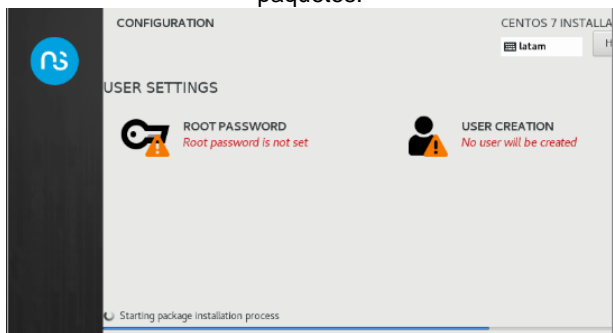 paquetes.
CONFIGURATION
CENTOS 7 INSTALLA
latam
H
USER SETTINGS
ROOT PASSWORD
Root password is not set
USER CREATION
No user will be created
Starting package installation process